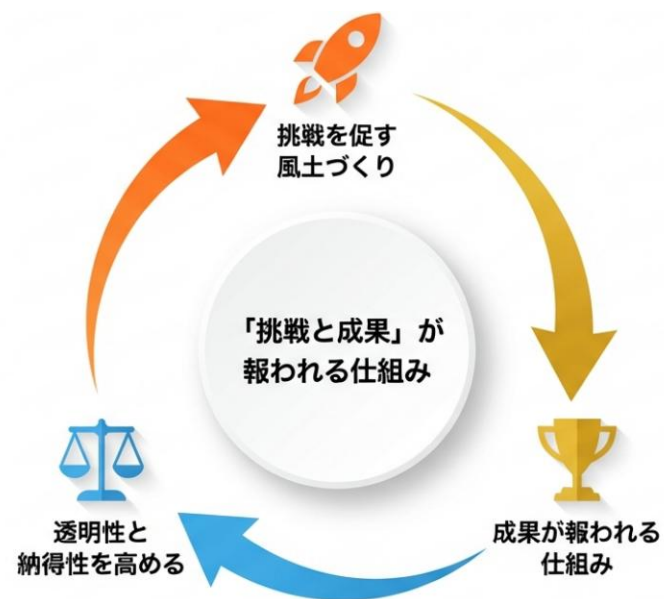 挑戦を促す
風土づくり
「挑戦と成果」が
報われる仕組み
透明性と
納得性を高める
成果が報われる
仕組み